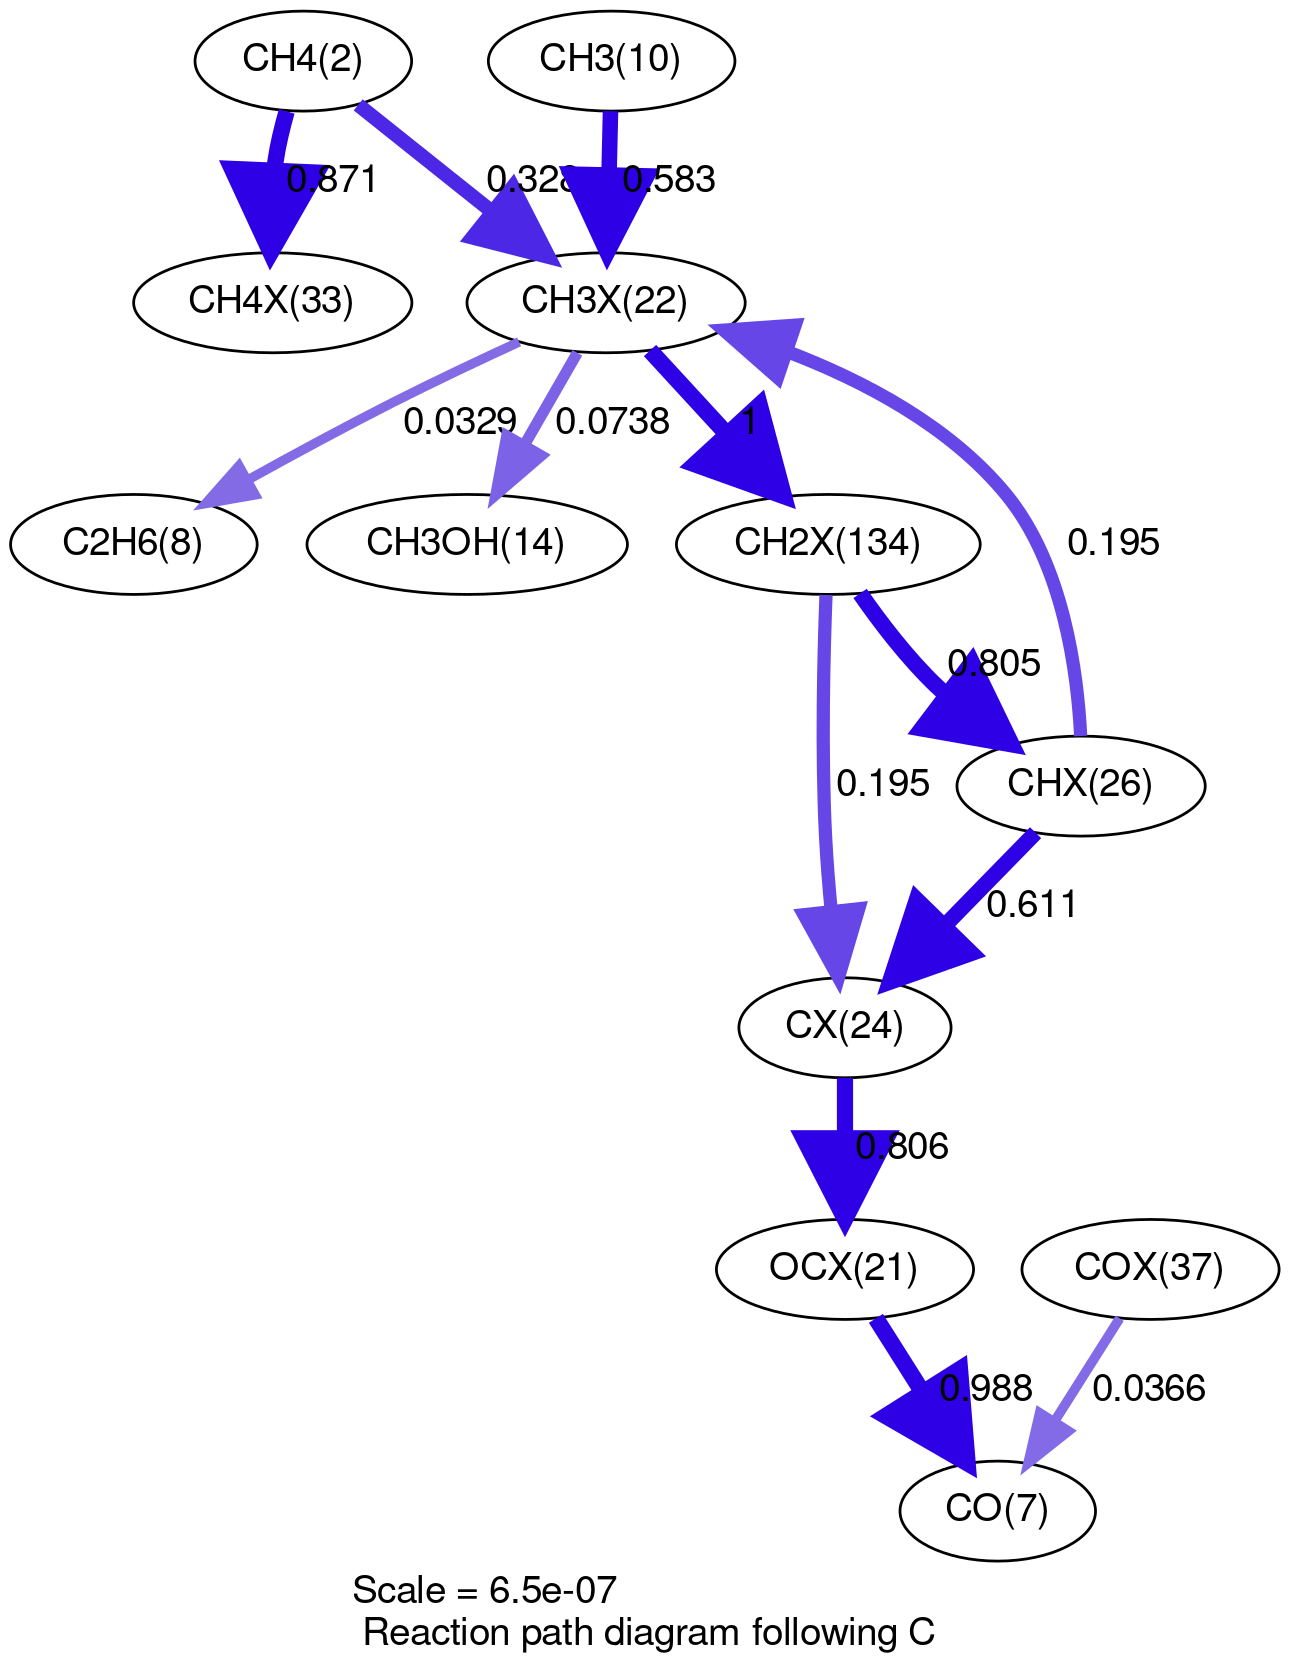 CH4(2)
CH3(10)
0.871
0.328
0.583
CH4X(33)
CH3X(22)
0.0329
0.0738
1
C2H6(8)
CH3OH(14)
CH2X(134)
0.195
0.805
0.195
CHX(26)
0.611
CX(24)
0.806
OCX(21)
COX(37)
0.988
0.0366
CO(7)
Scale = 6.5e-07
Reaction path diagram following C